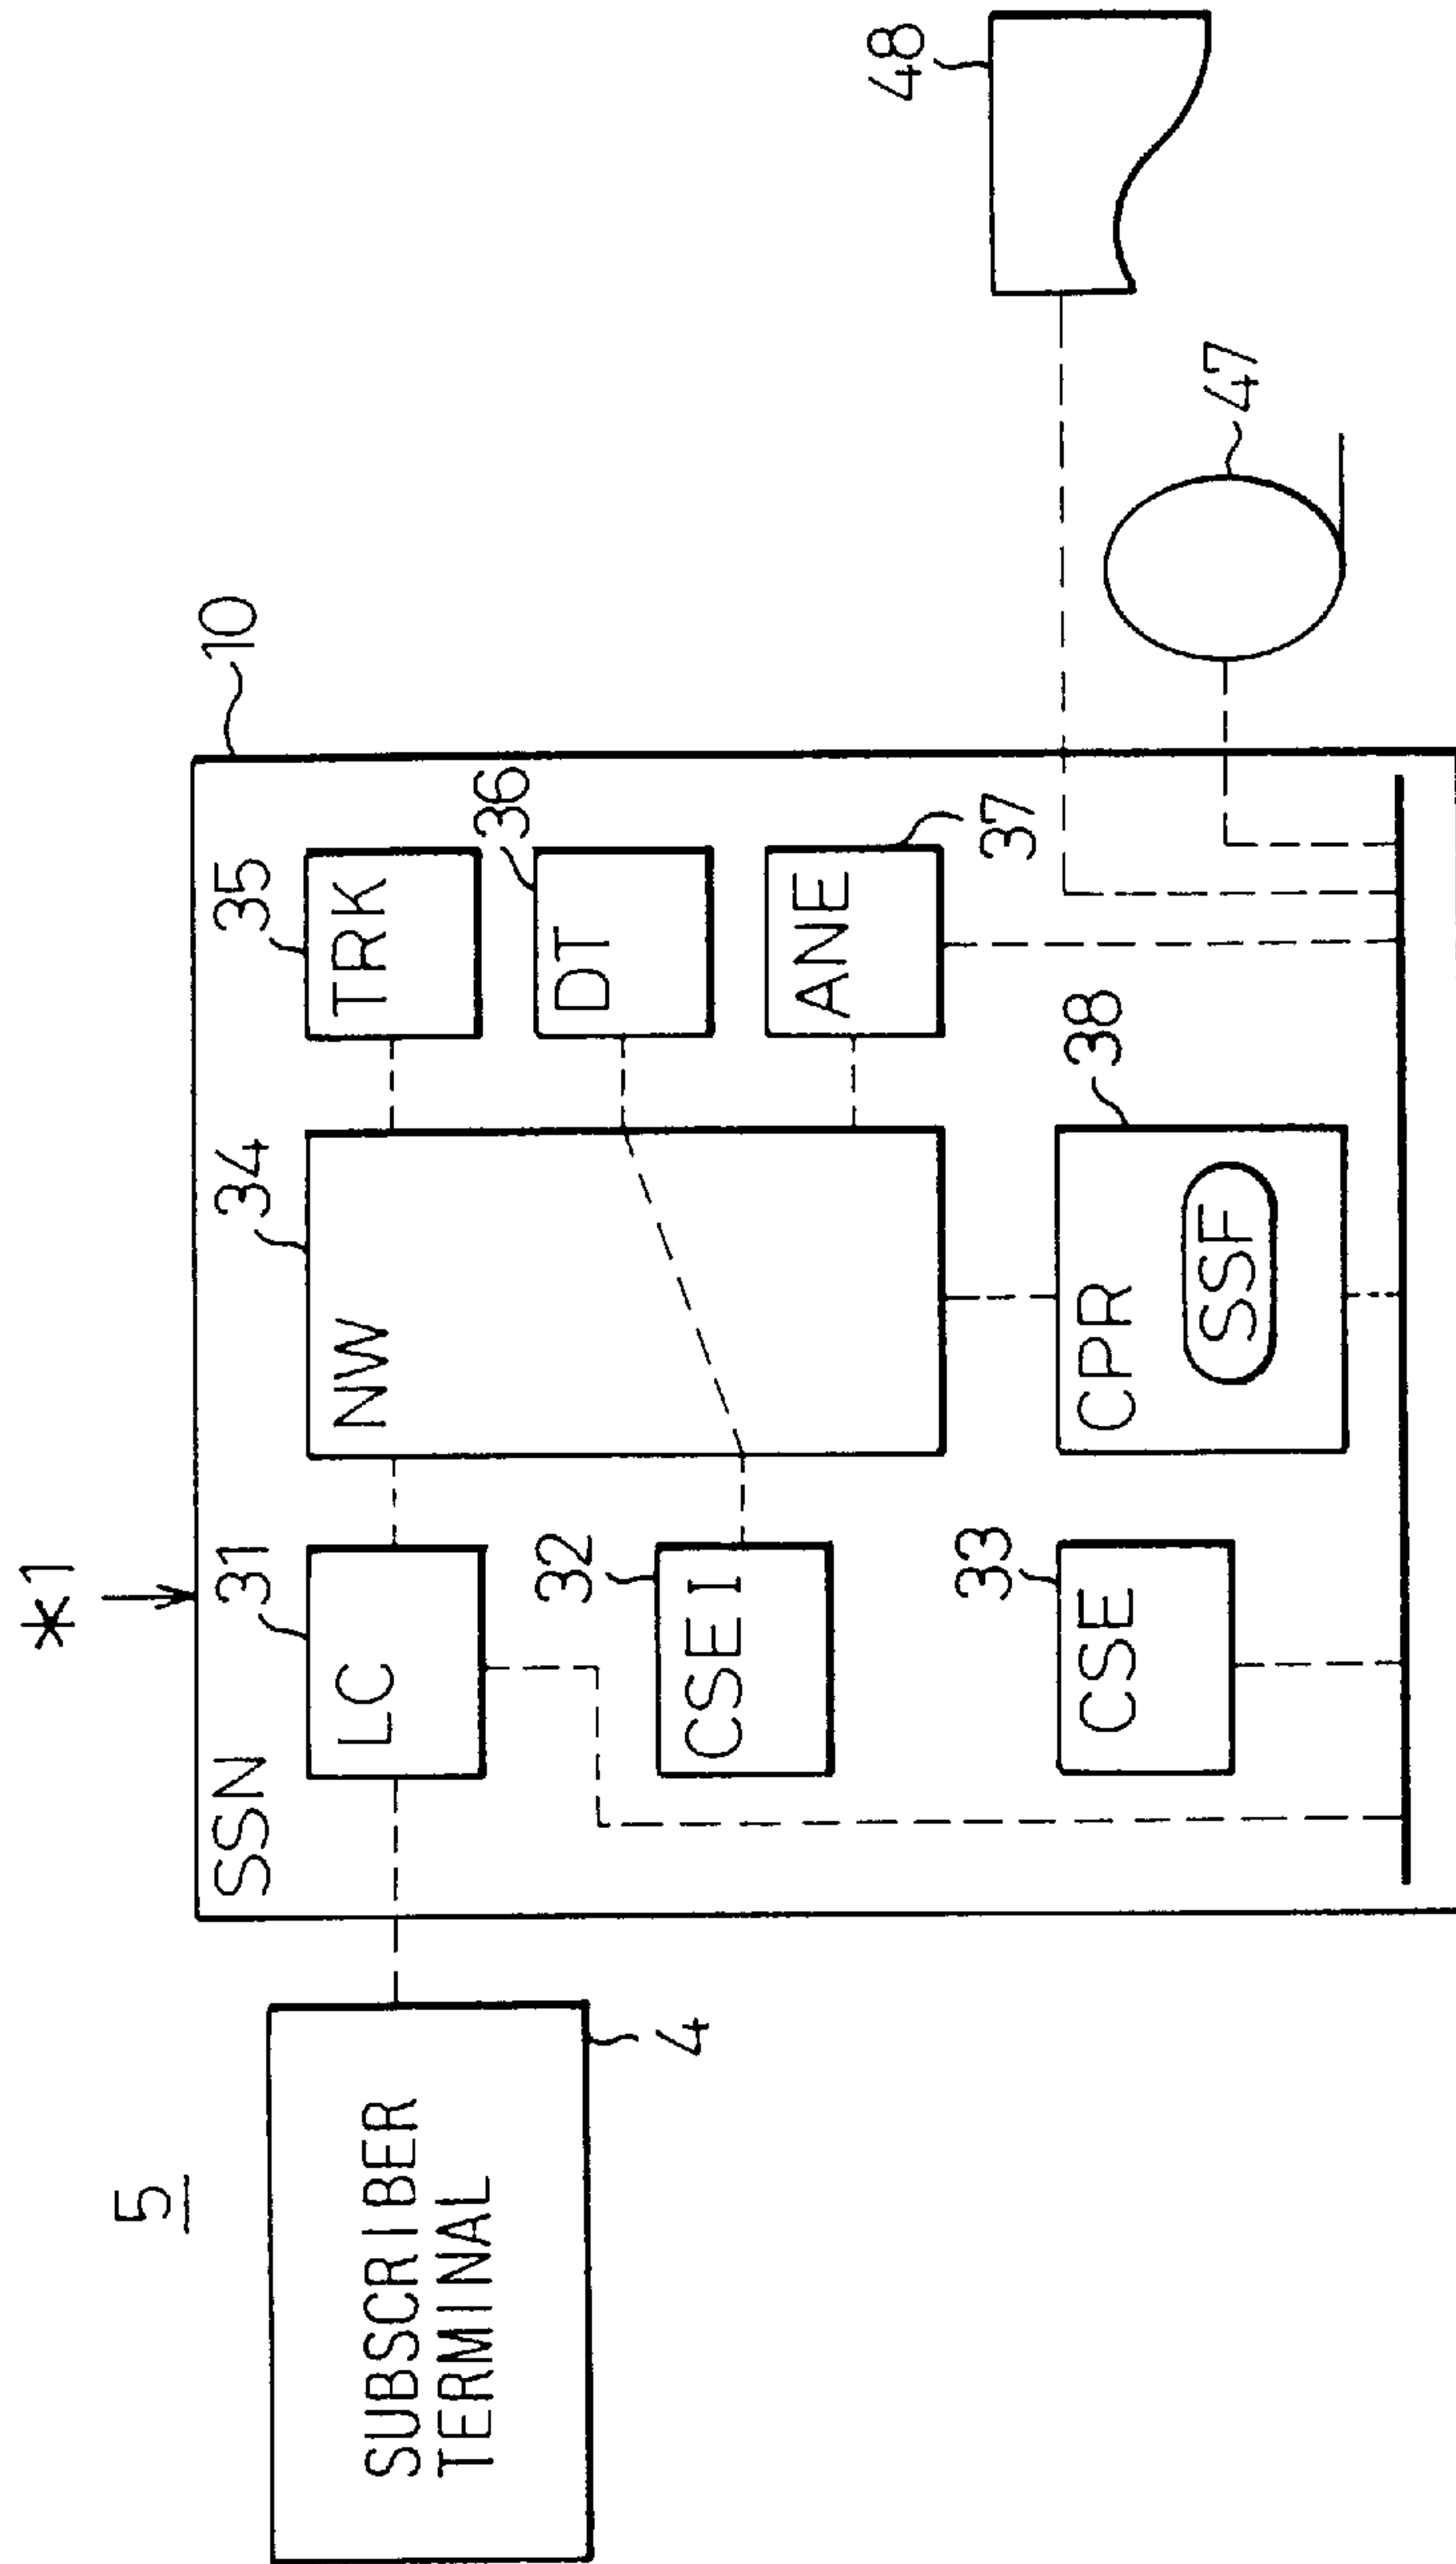 5
*1
SUBSCRIBER
TERMINAL
4
SSN
10
LC
31
NW
34
TRK
35
DT
36
ANE
37
CSEI
32
CSE
33
CPR
38
SSF
47
48